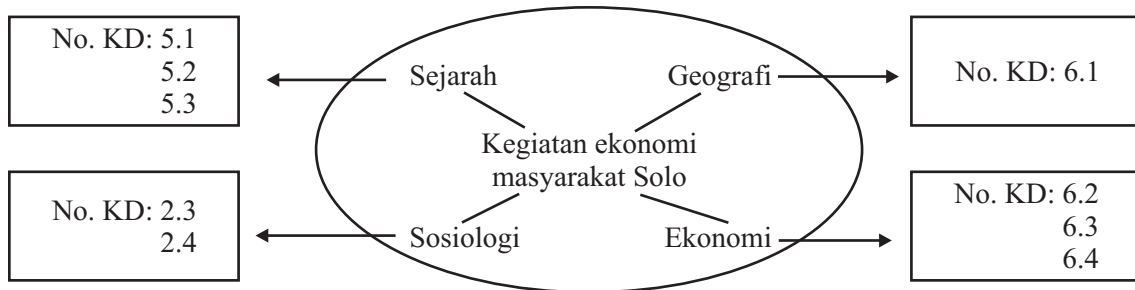 No. KD: 5.1
5.2
5.3
Sejarah
Geografi
No. KD: 6.1
Kegiatan ekonomi
masyarakat Solo
No. KD: 2.3
2.4
Sosiologi
Ekonomi
No. KD: 6.2
6.3
6.4